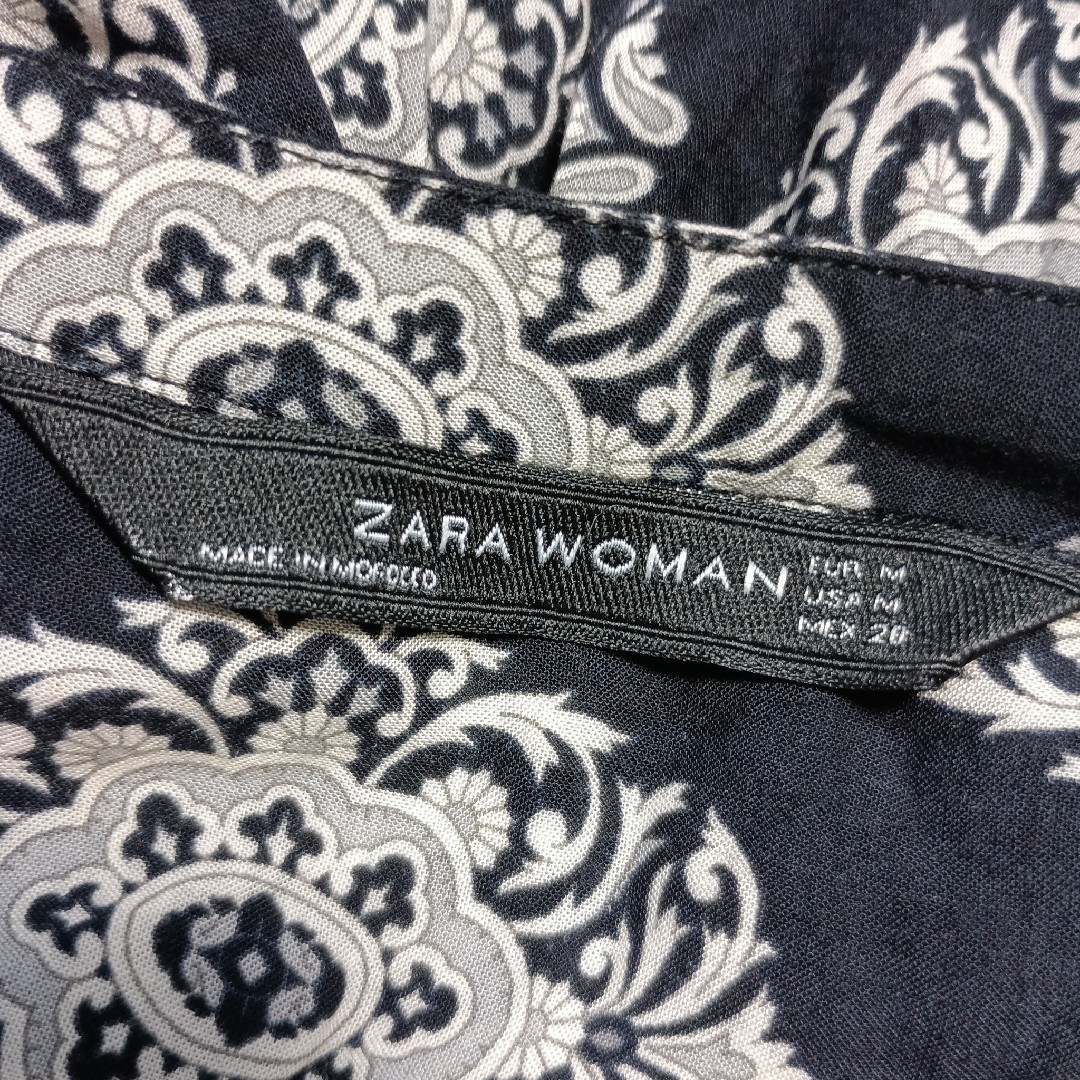 ZARA WOMAN
MADE IN MOROCCO
EUR M
USA M
MEX 28